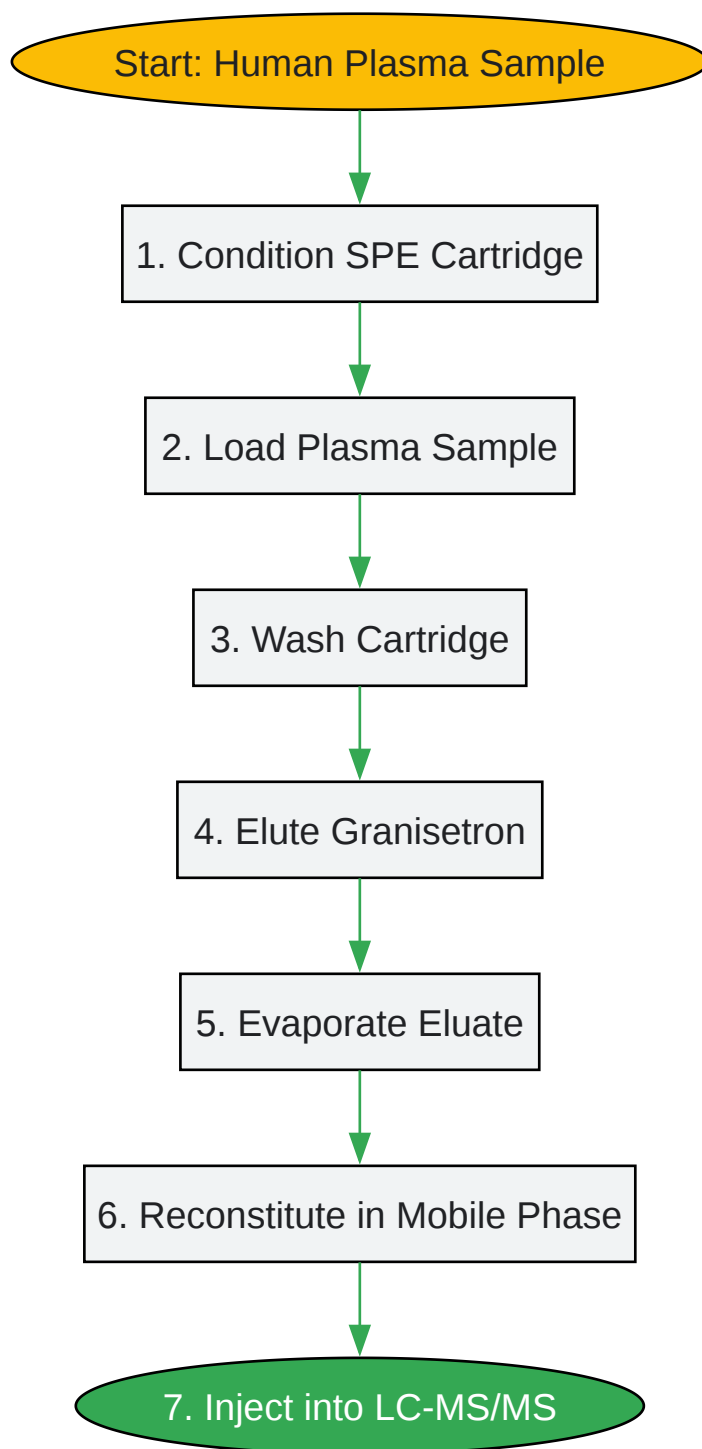 Start: Human Plasma Sample
1. Condition SPE Cartridge
2. Load Plasma Sample
3. Wash Cartridge
4. Elute Granisetron
5. Evaporate Eluate
6. Reconstitute in Mobile Phase
7. Inject into LC-MS/MS